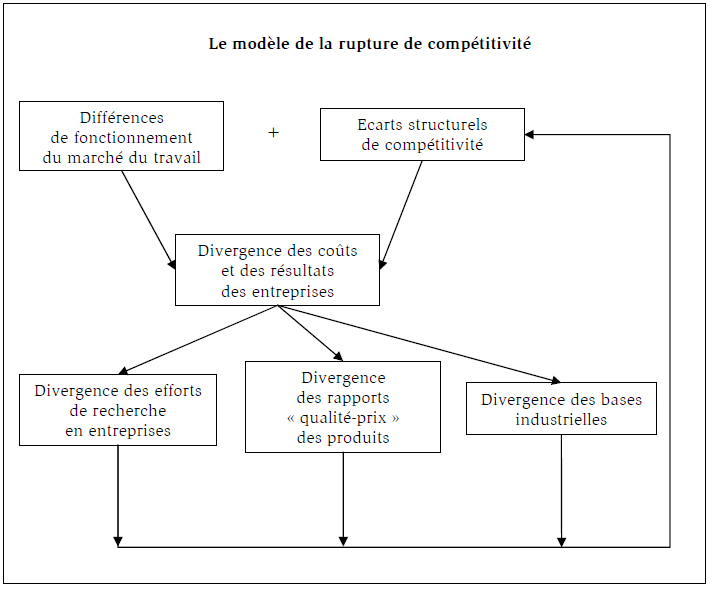 Le modèle de la rupture de compétitivité
Différences
de fonctionnement
du marché du travail
+
Ecarts structurels
de compétitivité
Divergence des coûts
et des résultats
des entreprises
Divergence des efforts
de recherche
en entreprises
Divergence
des rapports
« qualité-prix »
des produits
Divergence des bases
industrielles